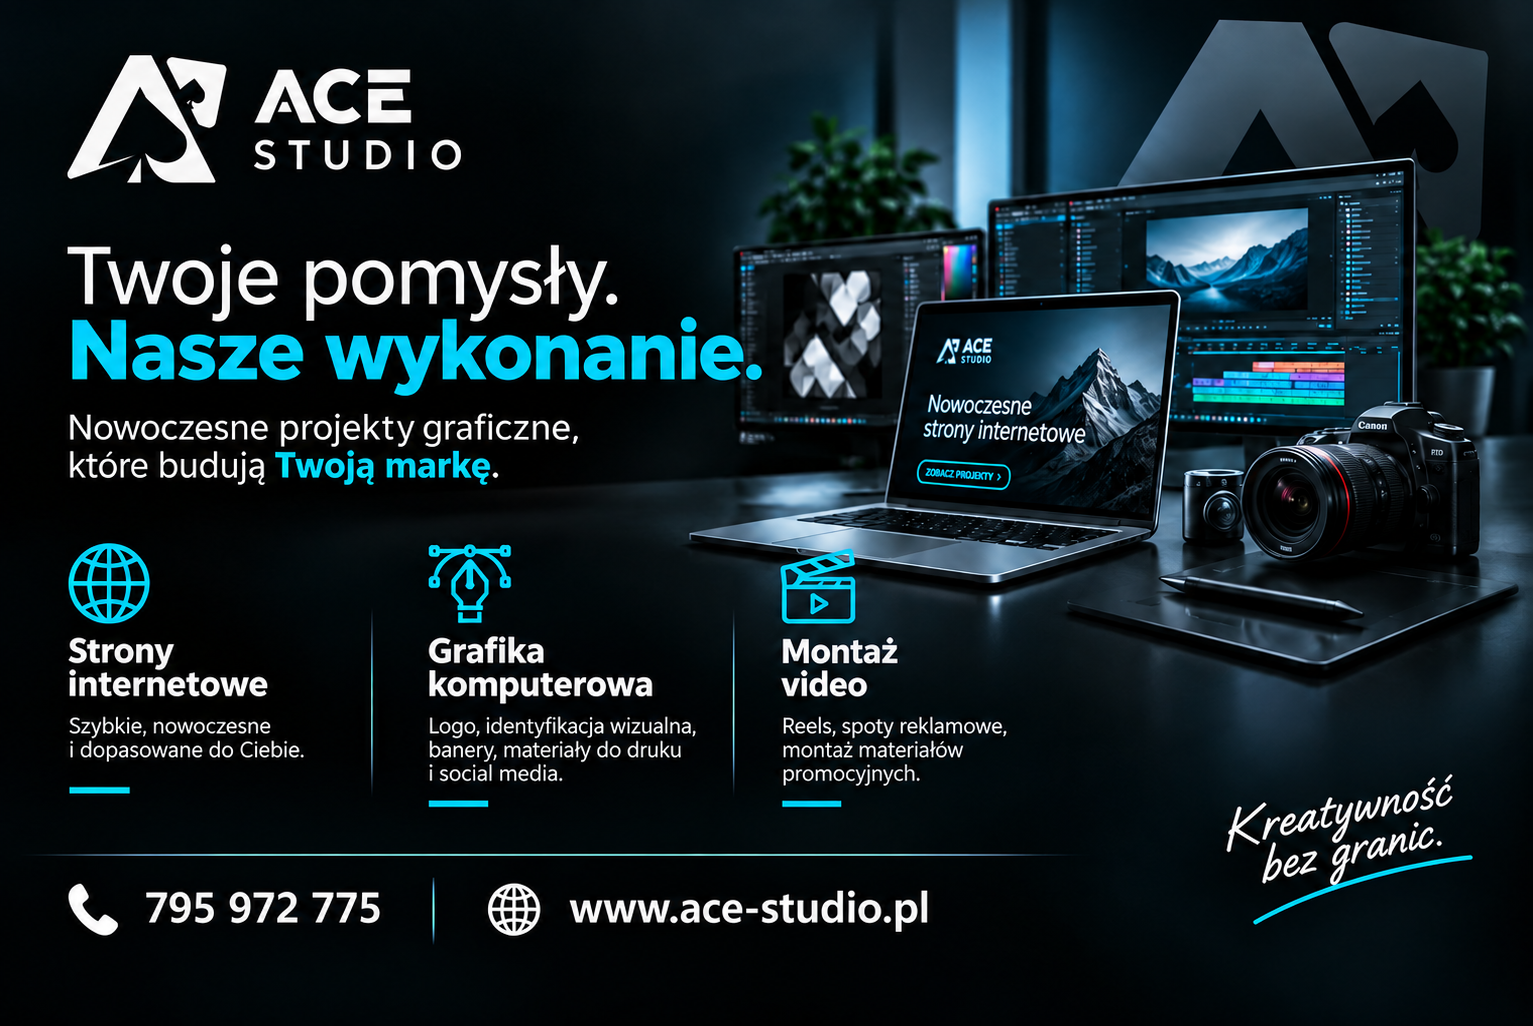 ACE
STUDIO
Twoje pomysły.
Nasze wykonanie.
Nowoczesne projekty graficzne,
które budują Twoją markę.
ACE
STUDIO
Nowoczesne
strony internetowe
ZOBACZ PROJEKTY >
Canon
Strony
internetowe
Szybkie, nowoczesne
i dopasowane do Ciebie.
Grafika
komputerowa
Logo, identyfikacja wizualna,
banery, materiały do druku
i social media.
Montaż
video
Reels, spoty reklamowe,
montaż materiałów
promocyjnych.
Kreatywność
bez granic.
795 972 775
www.ace-studio.pl